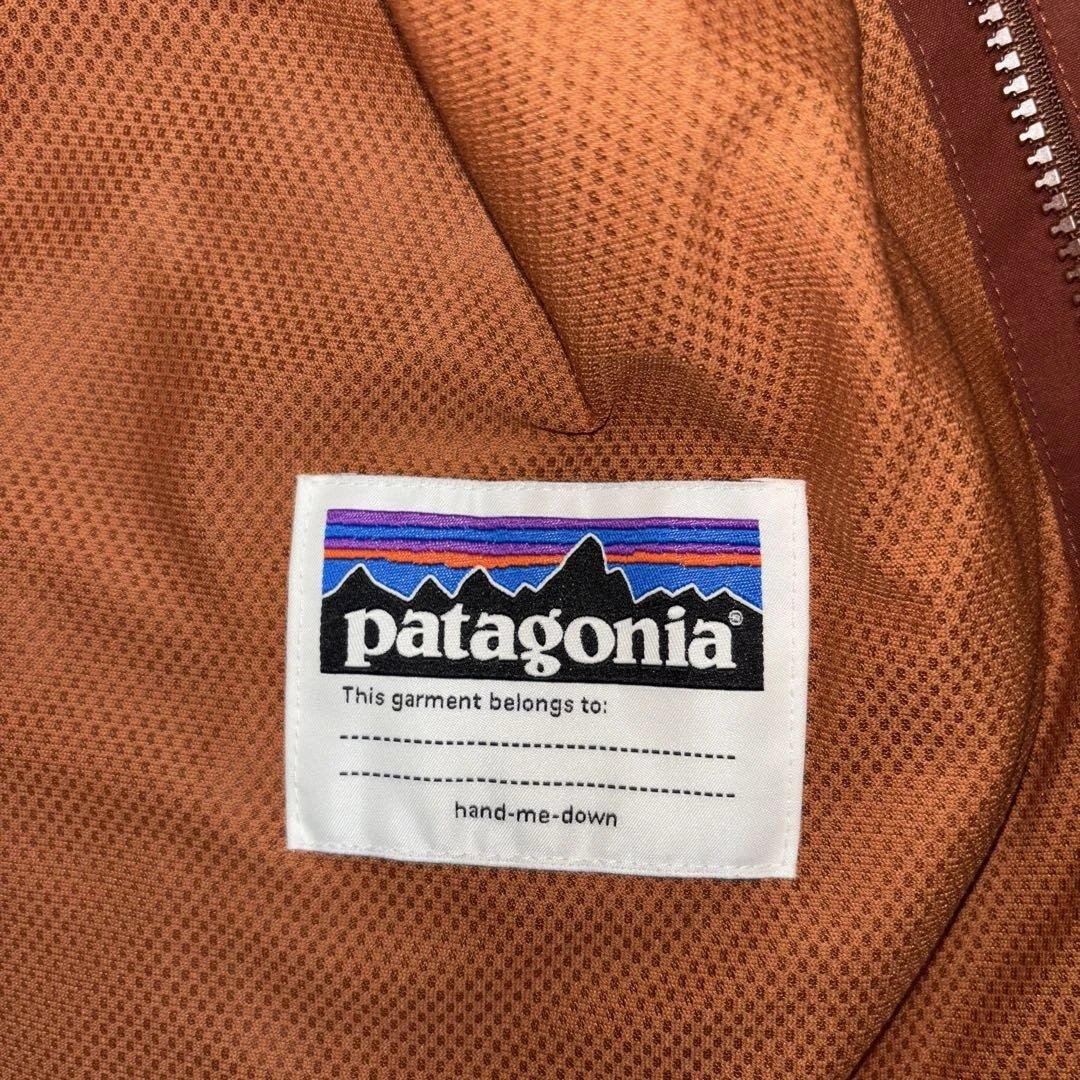 patagonia®
This garment belongs to:
hand-me-down